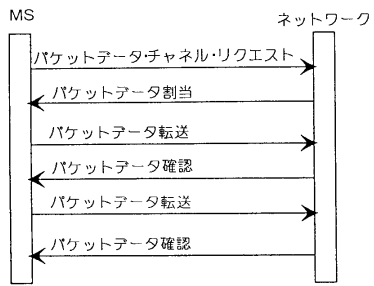 MS
ネットワーク
パケットデータ・チャネル・リクエスト
パケットデータ割当
パケットデータ転送
パケットデータ確認
パケットデータ転送
パケットデータ確認